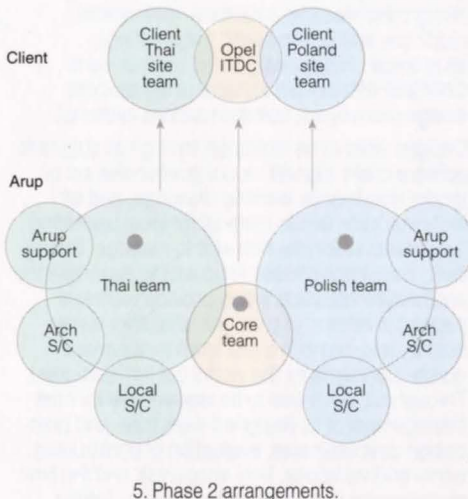 Client
Client
Thai
site
team
Opel
ITDC
Client
Poland
site
team
Arup
Arup
support
Thai team
Arch
S/C
Local
S/C
Core
team
Polish team
Arup
support
Arch
S/C
Local
S/C
5. Phase 2 arrangements.